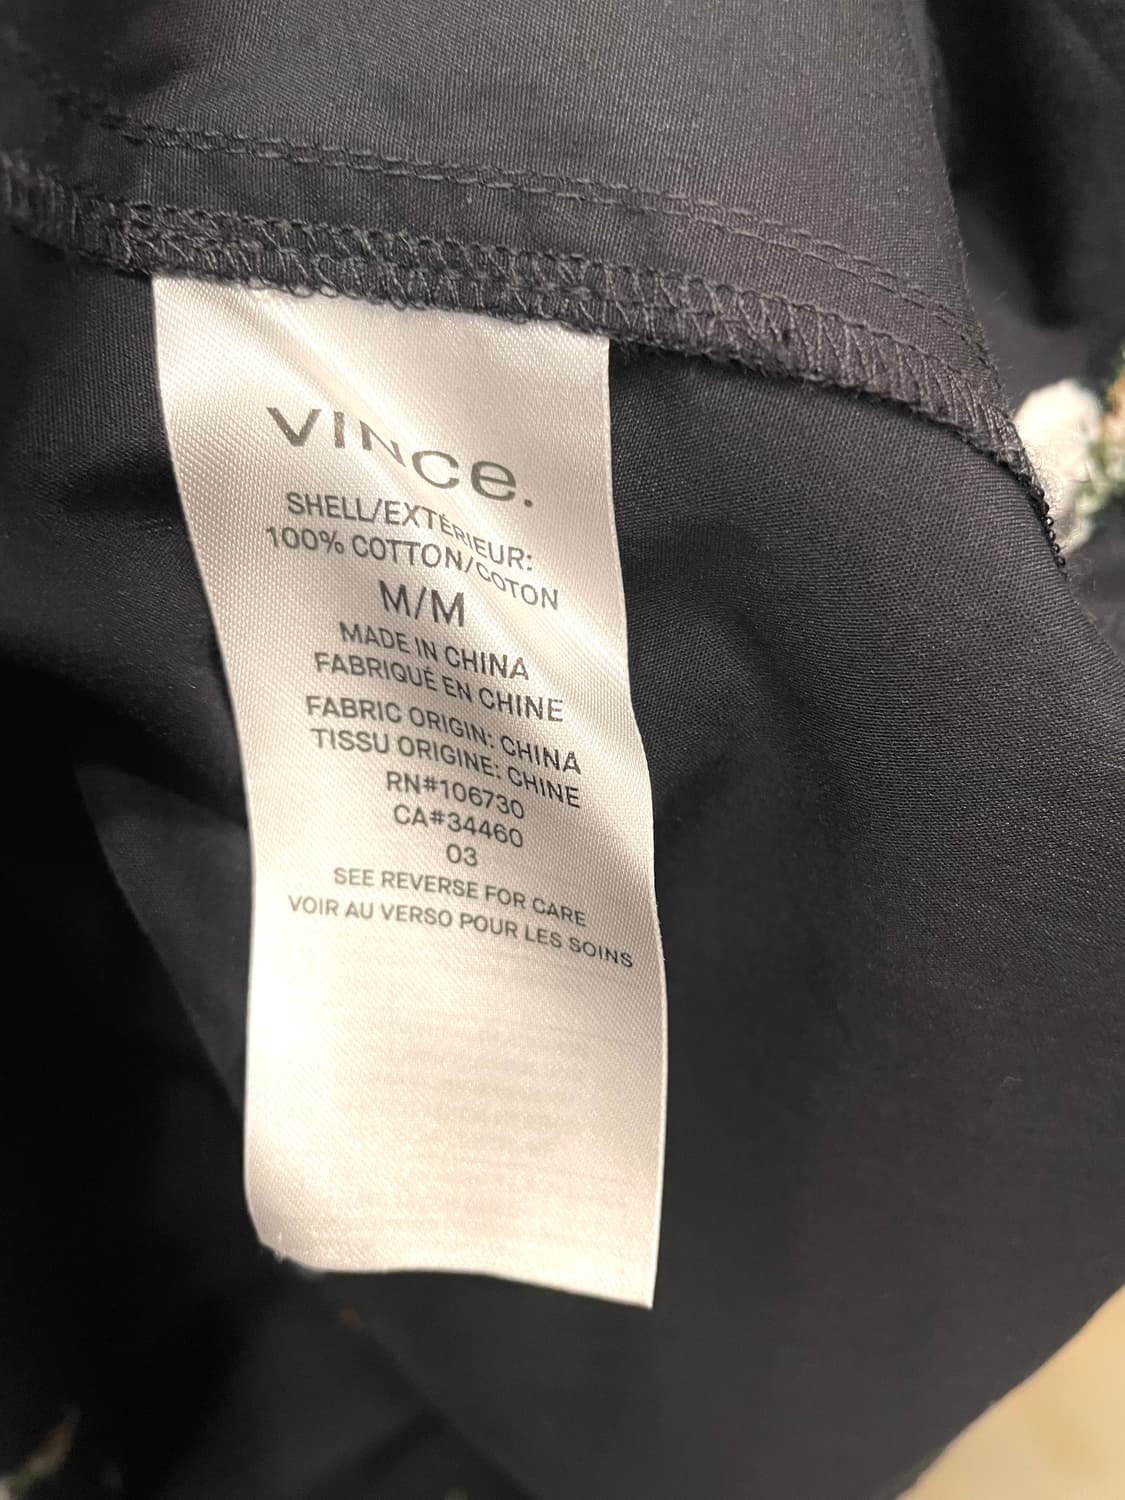 VINCE.
SHELL/EXTÉRIEUR:
100% COTTON/COTON
M/M
MADE IN CHINA
FABRIQUÉ EN CHINE
FABRIC ORIGIN: CHINA
TISSU ORIGINE: CHINE
RN#106730
CA#34460
03
SEE REVERSE FOR CARE
VOIR AU VERSO POUR LES SOINS